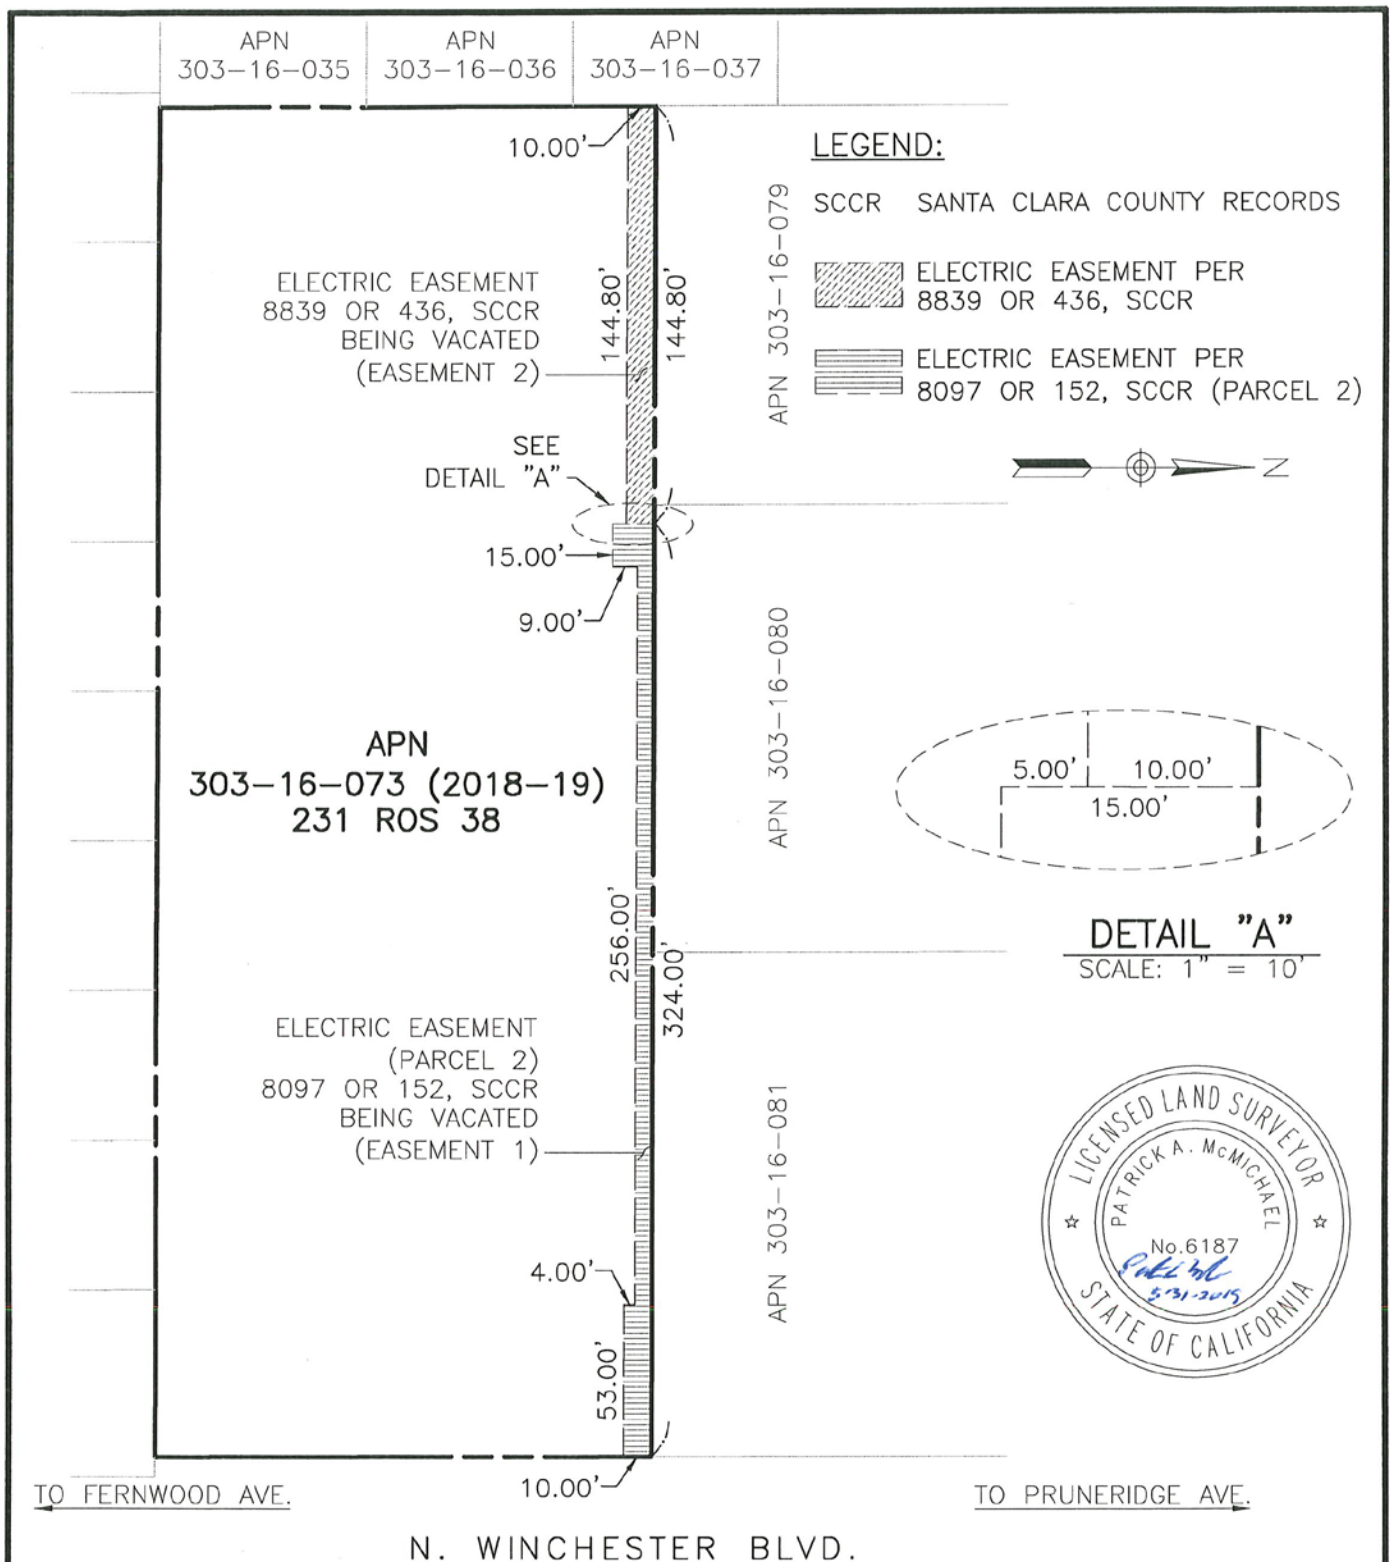 APN
303-16-035
APN
303-16-036
APN
303-16-037
10.00'
LEGEND:
SCCR SANTA CLARA COUNTY RECORDS
ELECTRIC EASEMENT PER
8839 OR 436, SCCR
ELECTRIC EASEMENT PER
8097 OR 152, SCCR (PARCEL 2)
APN 303-16-079
ELECTRIC EASEMENT
8839 OR 436, SCCR
BEING VACATED
(EASEMENT 2)
144.80'
144.80'
N
SEE
DETAIL "A"
15.00'
9.00'
APN 303-16-080
APN
303-16-073 (2018-19)
231 ROS 38
5.00'
10.00'
15.00'
DETAIL "A"
SCALE: 1" = 10'
256.00'
324.00'
ELECTRIC EASEMENT
(PARCEL 2)
8097 OR 152, SCCR
BEING VACATED
(EASEMENT 1)
APN 303-16-081
LICENSED LAND SURVEYOR
PATRICK A. McMICHAEL
No.6187
5-31-2019
STATE OF CALIFORNIA
4.00'
53.00'
10.00'
TO FERNWOOD AVE.
TO PRUNERIDGE AVE.
N. WINCHESTER BLVD.